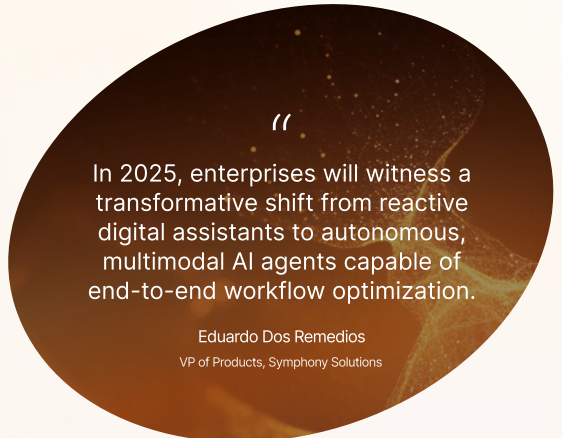 “
In 2025, enterprises will witness a
transformative shift from reactive
digital assistants to autonomous,
multimodal AI agents capable of
end-to-end workflow optimization.
Eduardo Dos Remedios
VP of Products, Symphony Solutions